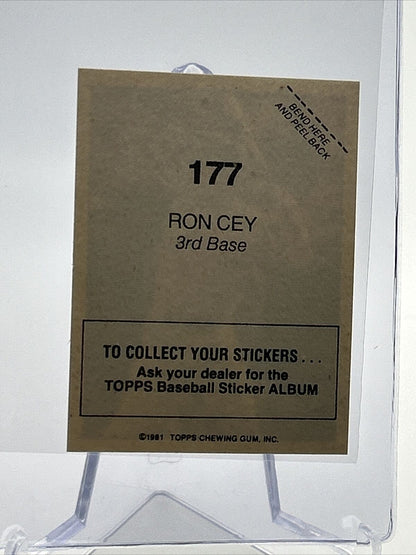 BEND HERE
AND PEEL BACK
177
RON CEY
3rd Base
TO COLLECT YOUR STICKERS...
Ask your dealer for the
TOPPS Baseball Sticker ALBUM
©1981 TOPPS CHEWING GUM, INC.